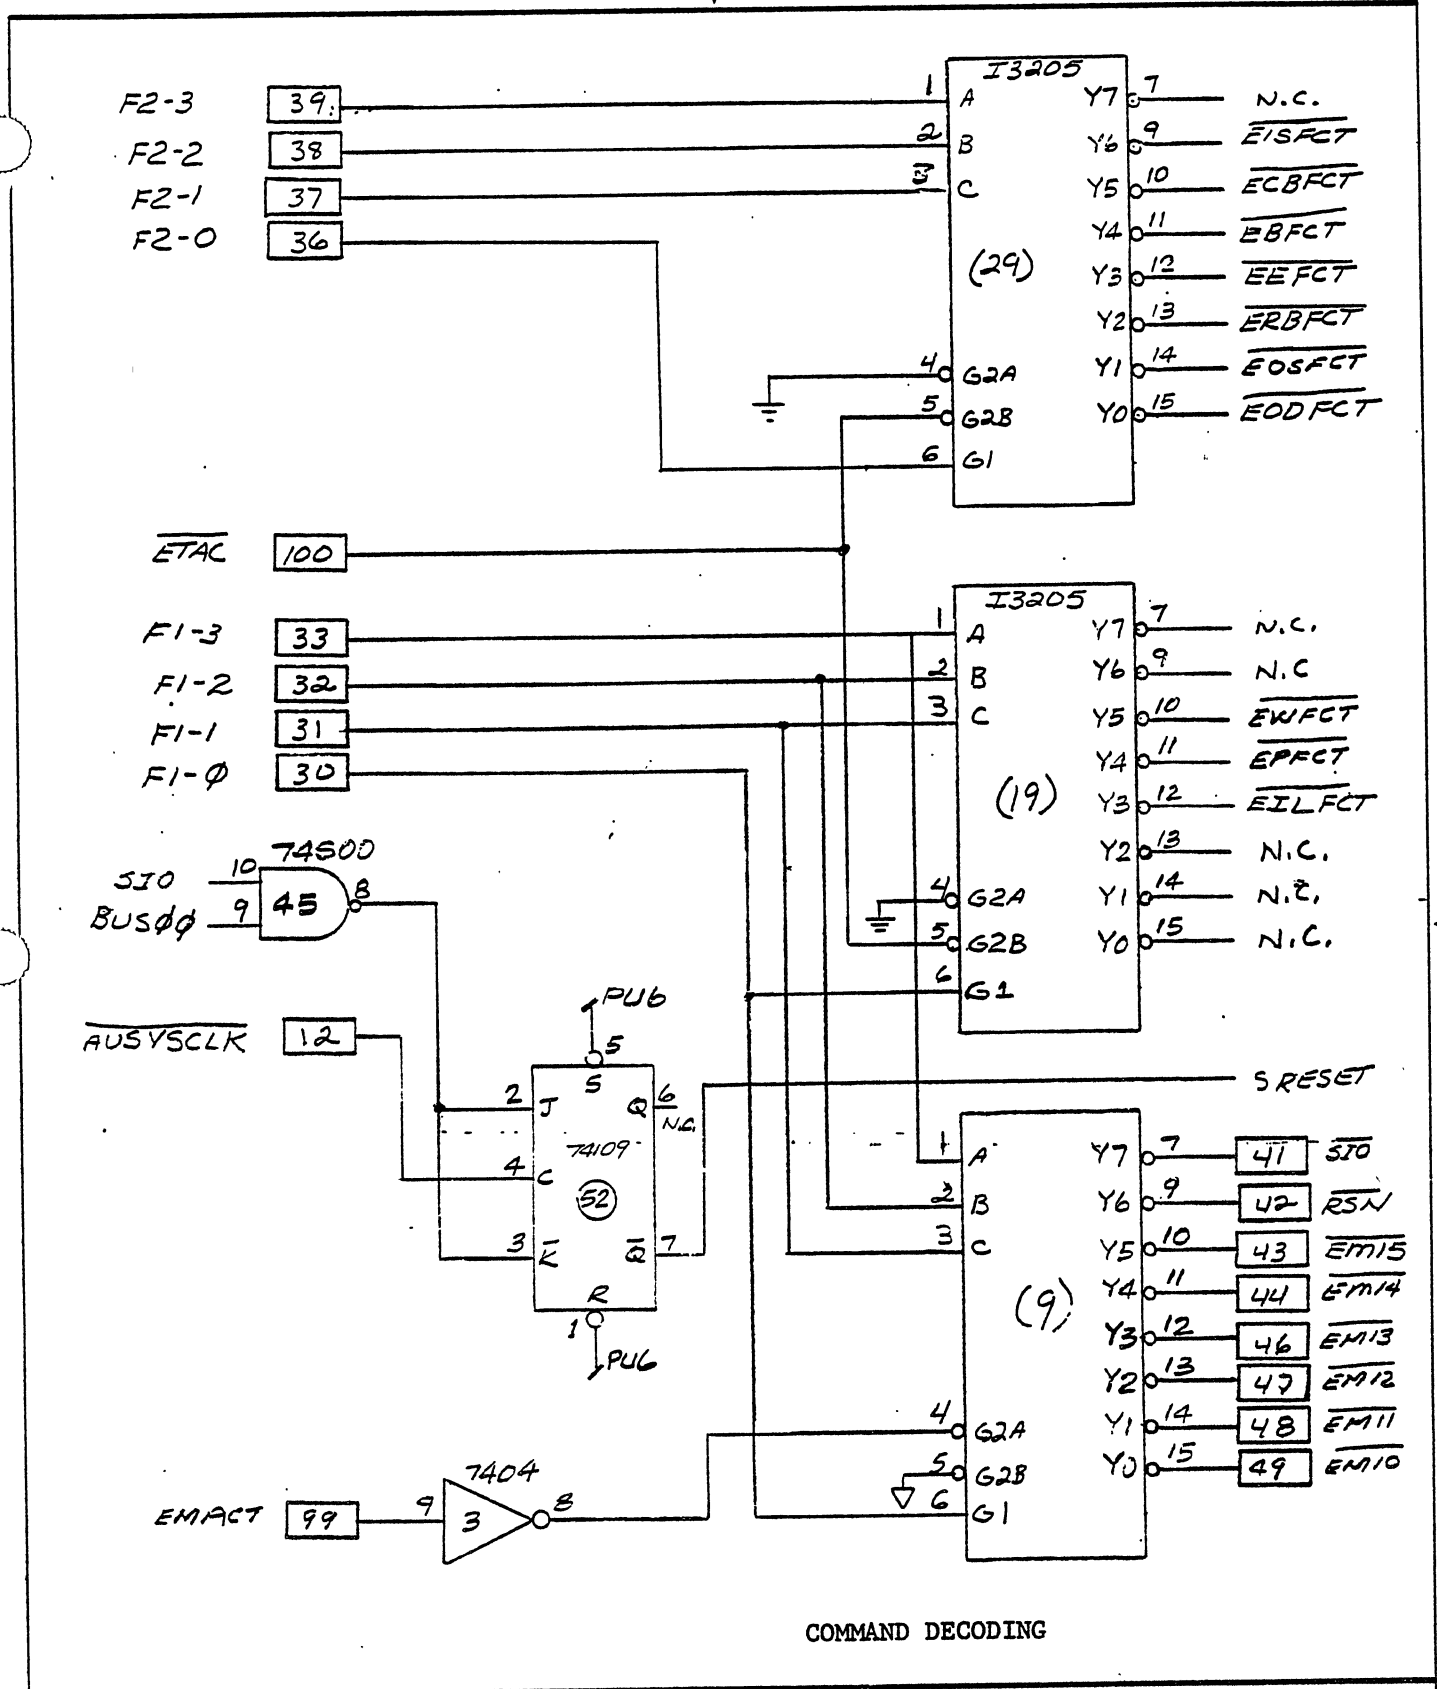 I3205
F2-3 39 1 A Y7 7 N.C.
F2-2 38 2 B Y6 9 EISFCT
F2-1 37 3 C Y5 10 ECBFCT
F2-0 36 Y4 11 EBFCT
(29) Y3 12 EEFCT
Y2 13 ERBFCT
4 G2A Y1 14 EOSFCT
5 G2B Y0 15 EODFCT
6 G1
ETAC 100
I3205
F1-3 33 1 A Y7 7 N.C.
F1-2 32 2 B Y6 9 N.C
F1-1 31 3 C Y5 10 EWFCT
F1-Ø 30 Y4 11 EPFCT
(19) Y3 12 EILFCT
74S00 Y2 13 N.C.
SIO 10 45 8 4 G2A Y1 14 N.C.
BUSØØ 9 5 G2B Y0 15 N.C.
6 G1
PU6
AUSYSCLK 12 5
S
SRESET
2 J Q 6
N.C.
74109
4 C
52
3 K Q 7
R
1
PU6
1 A Y7 7 41 SIO
2 B Y6 9 42 RSN
3 C Y5 10 43 EM15
Y4 11 44 EM14
(9) Y3 12 46 EM13
Y2 13 47 EM12
4 G2A Y1 14 48 EM11
5 G2B Y0 15 49 EM10
6 G1
7404
EMACT 99 9 3 8
COMMAND DECODING